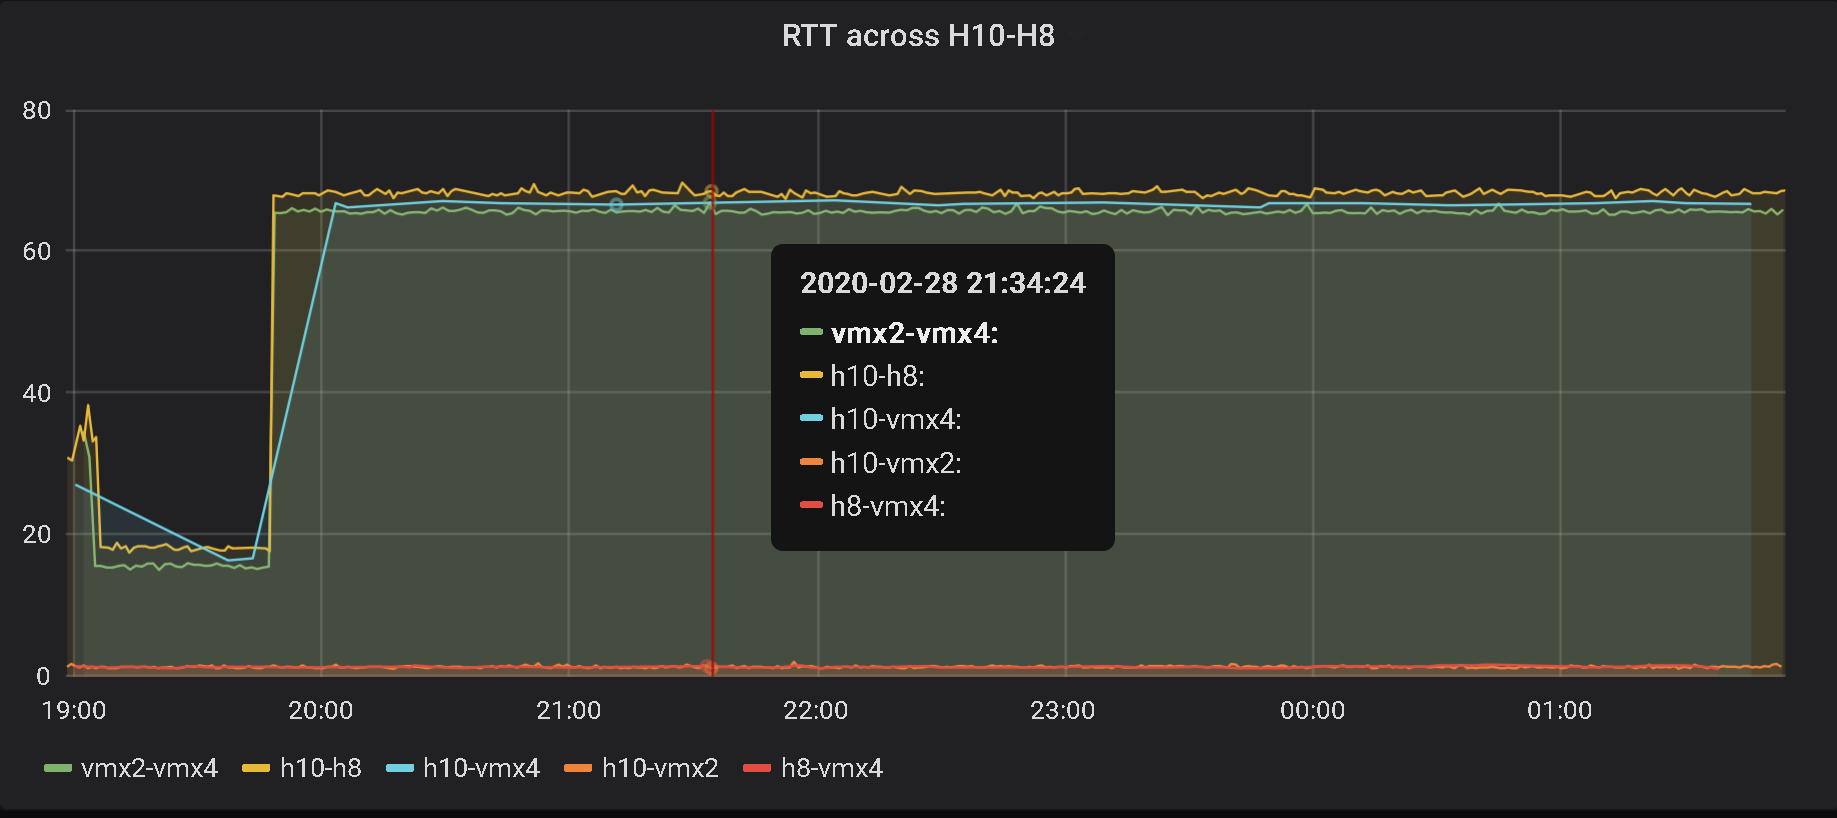 RTT across H10-H8
80
60
40
20
0
2020-02-28 21:34:24
vmx2-vmx4:
h10-h8:
h10-vmx4:
h10-vmx2:
h8-vmx4:
19:00 20:00 21:00 22:00 23:00 00:00 01:00
vmx2-vmx4 h10-h8 h10-vmx4 h10-vmx2 h8-vmx4